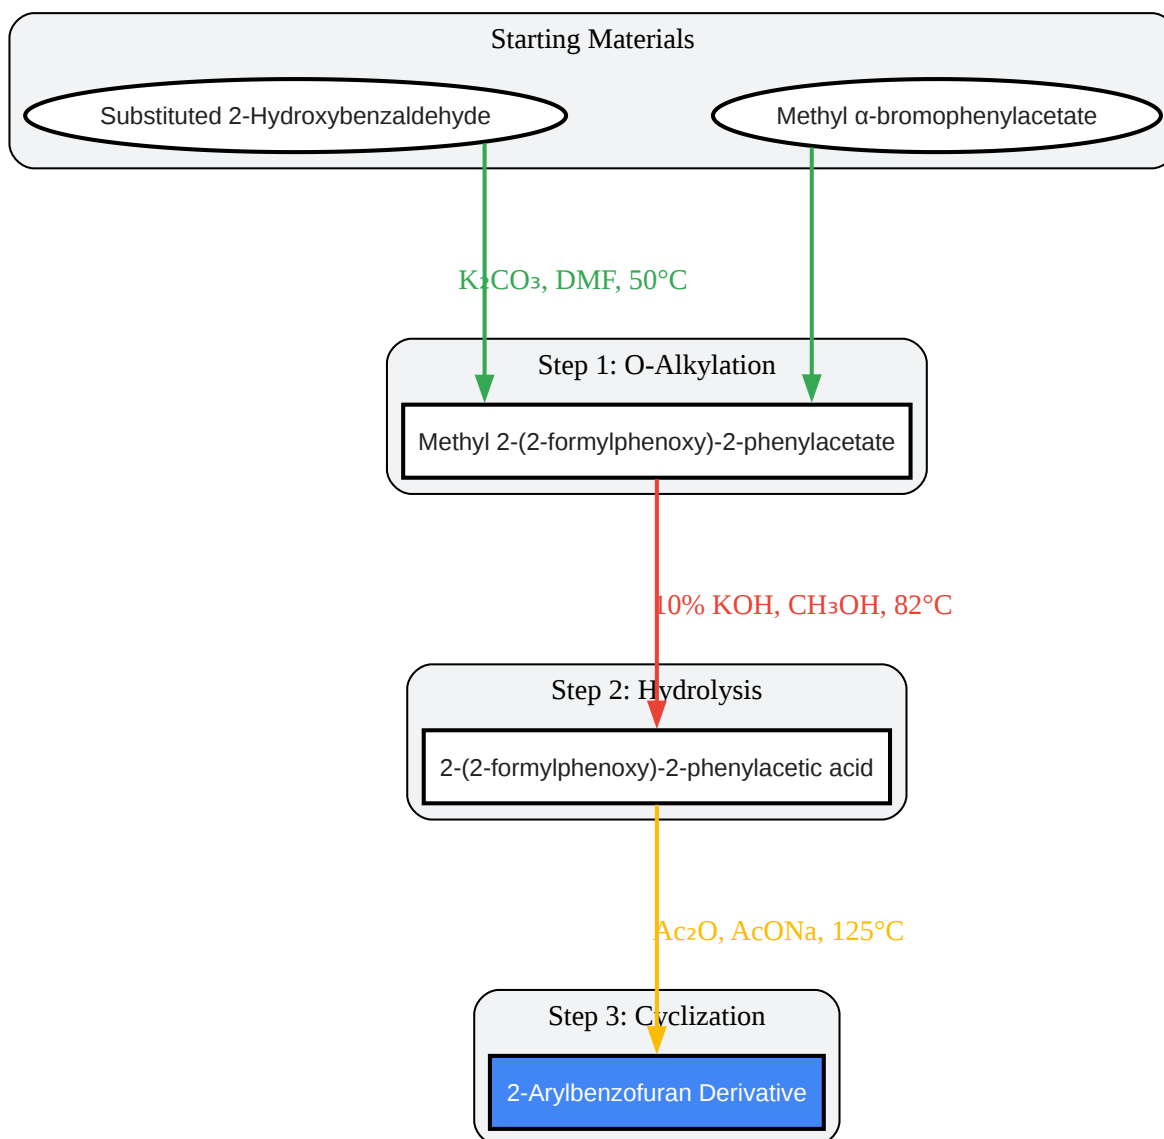 Starting Materials
Substituted 2-Hydroxybenzaldehyde
Methyl α-bromophenylacetate
K₂CO₃, DMF, 50°C
Step 1: O-Alkylation
Methyl 2-(2-formylphenoxy)-2-phenylacetate
10% KOH, CH₃OH, 82°C
Step 2: Hydrolysis
2-(2-formylphenoxy)-2-phenylacetic acid
Ac₂O, AcONa, 125°C
Step 3: Cyclization
2-Arylbenzofuran Derivative